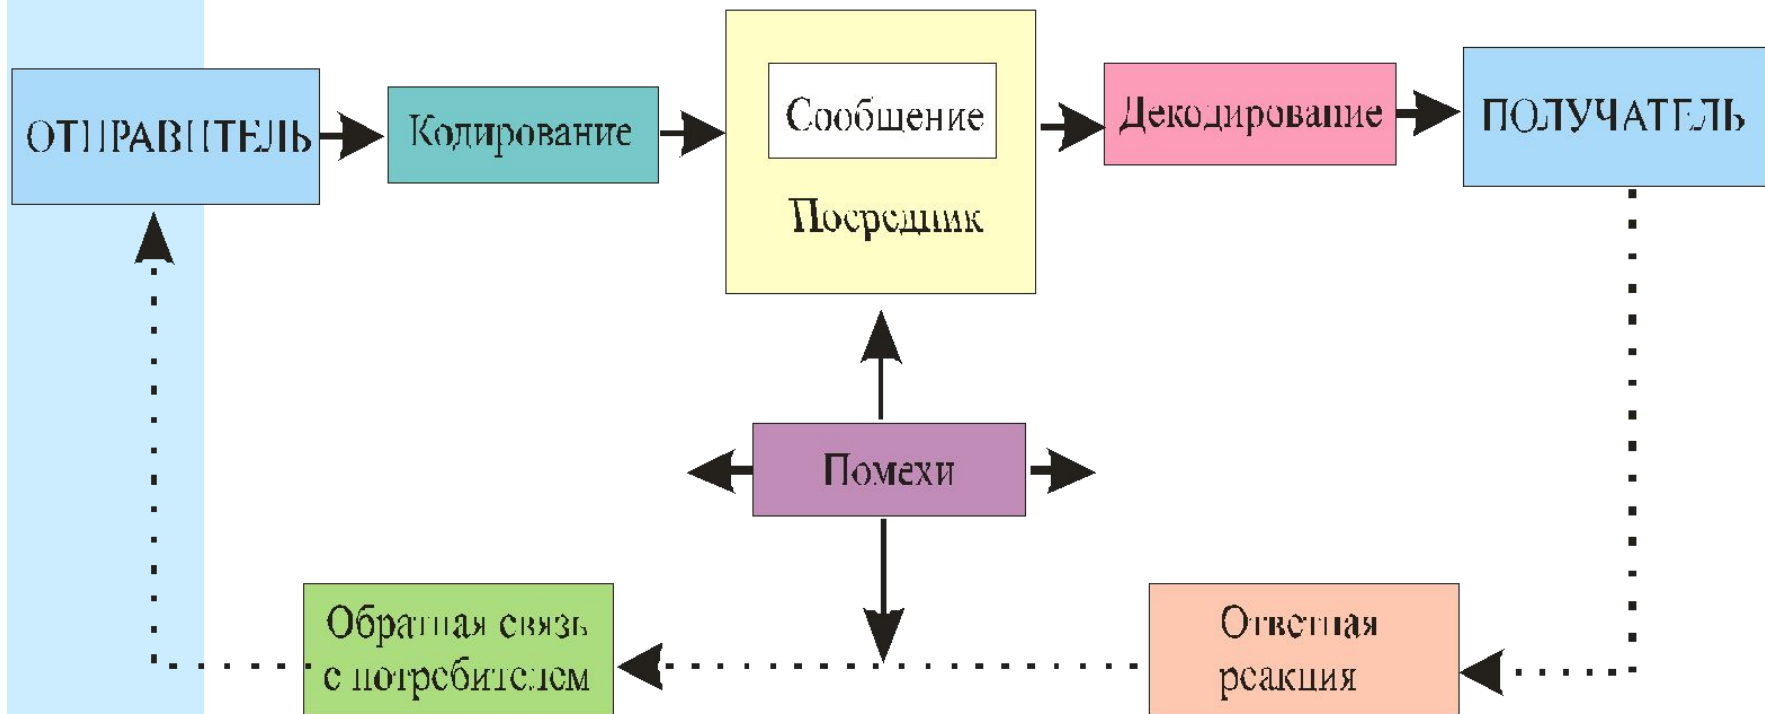 ОТПРАВИТЕЛЬ
Кодирование
Сообщение
Посредник
Декодирование
ПОЛУЧАТЕЛЬ
Помехи
Обратная связь
с потребителем
Ответная
реакция